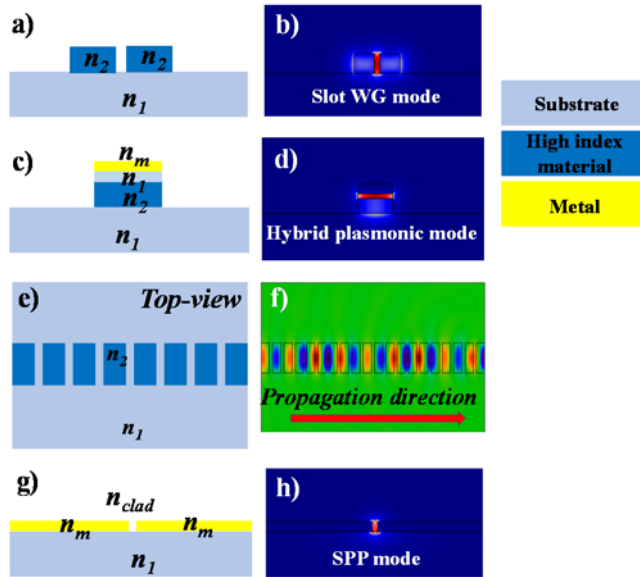 a)
n2 n2
n1
b)
Slot WG mode
Substrate
High index
material
Metal
c)
nm
n1
n2
n1
d)
Hybrid plasmonic mode
e)
Top-view
n2
n1
f)
Propagation direction
g)
nclad
nm nm
n1
h)
SPP mode